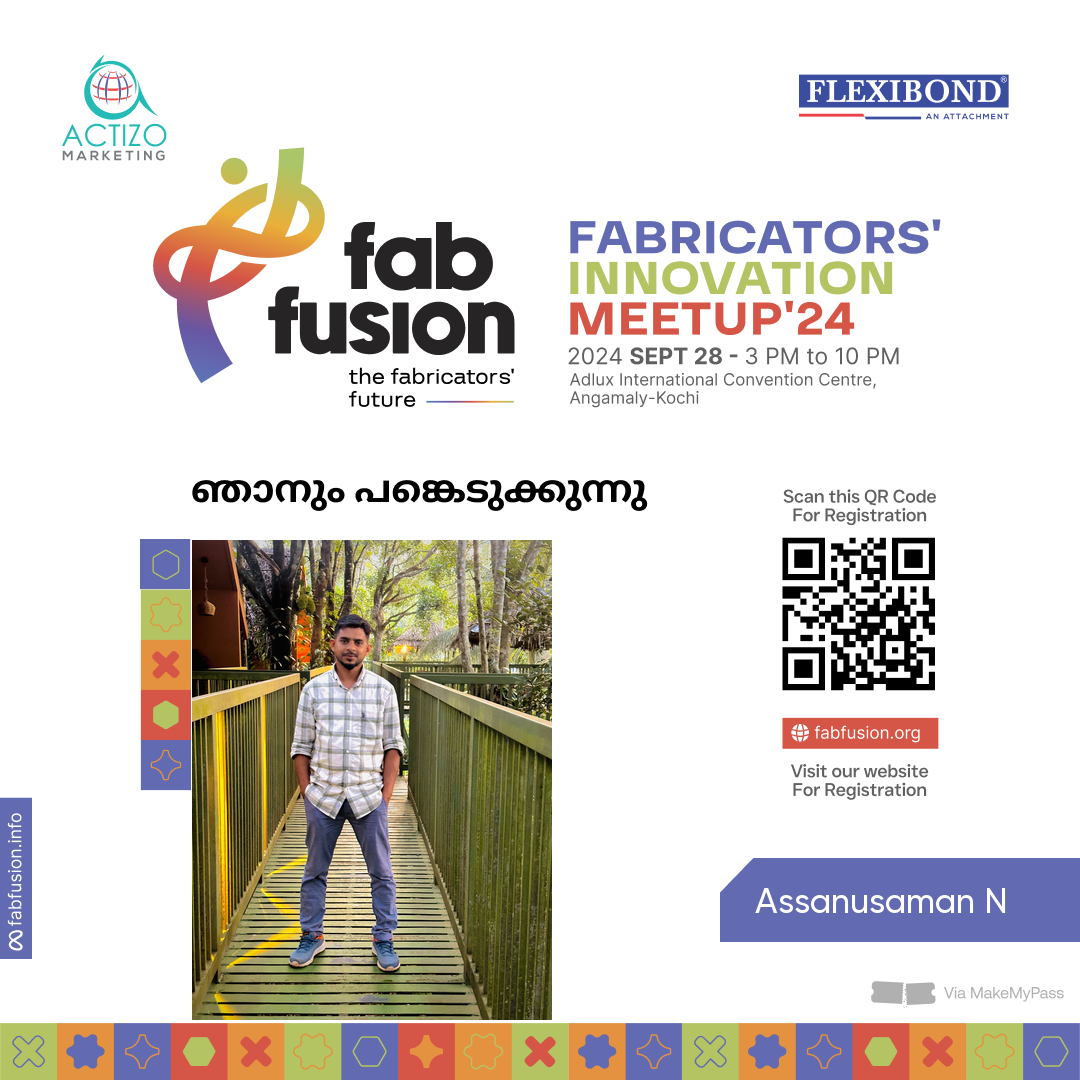 ACTIZO
MARKETING
FLEXIBOND®
AN ATTACHMENT
fab
fusion
the fabricators'
future
FABRICATORS'
INNOVATION
MEETUP'24
2024 SEPT 28 - 3 PM to 10 PM
Adlux International Convention Centre,
Angamaly-Kochi
ഞാനും പങ്കെടുക്കുന്നു
Scan this QR Code
For Registration
fabfusion.org
Visit our website
For Registration
fabfusion.info
Assanusaman N
Via MakeMyPass